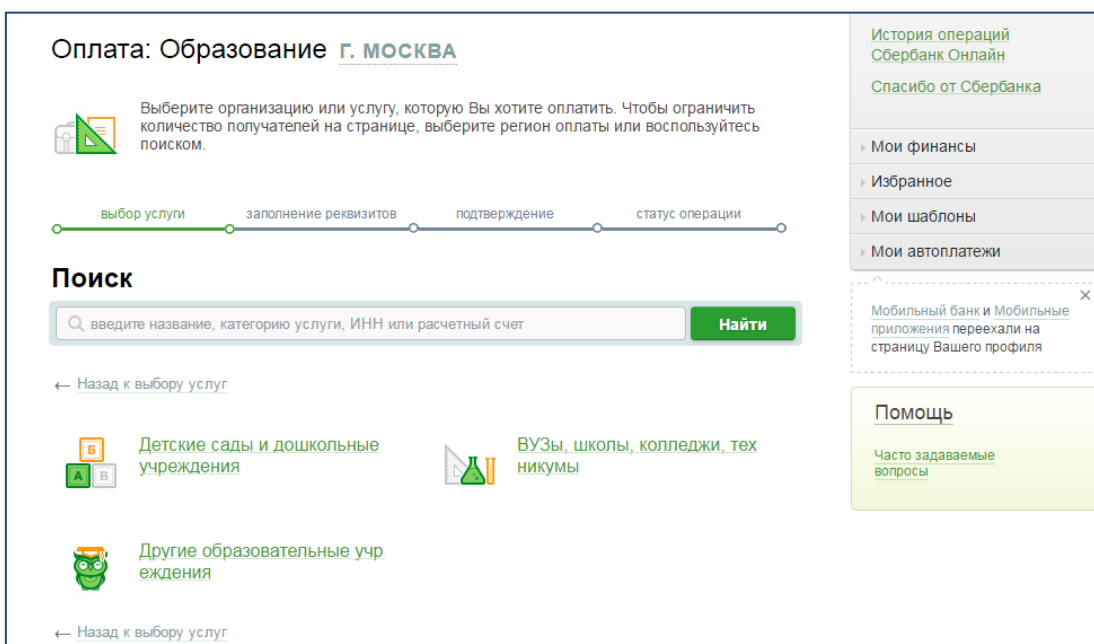 Оплата: Образование г. МОСКВА
Выберите организацию или услугу, которую Вы хотите оплатить. Чтобы ограничить
количество получателей на странице, выберите регион оплаты или воспользуйтесь
поиском.
выбор услуги заполнение реквизитов подтверждение статус операции
Поиск
введите название, категорию услуги, ИНН или расчетный счет Найти
← Назад к выбору услуг
Б
А В
Детские сады и дошкольные
учреждения
ВУЗы, школы, колледжи, тех
никумы
Другие образовательные учр
еждения
← Назад к выбору услуг
История операций
Сбербанк Онлайн
Спасибо от Сбербанка
Мои финансы
Избранное
Мои шаблоны
Мои автоплатежи
Мобильный банк и Мобильные
приложения переехали на
страницу Вашего профиля
Помощь
Часто задаваемые
вопросы